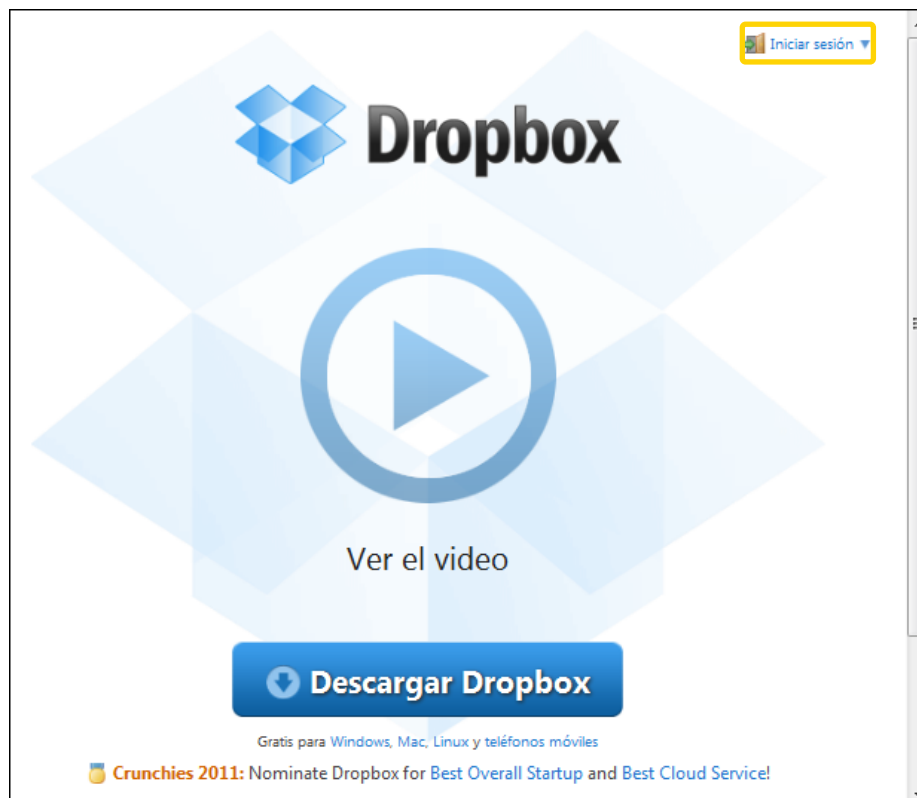 Iniciar sesión ▼
Dropbox
Ver el video
Descargar Dropbox
Gratis para Windows, Mac, Linux y teléfonos móviles
Crunchies 2011: Nominate Dropbox for Best Overall Startup and Best Cloud Service!